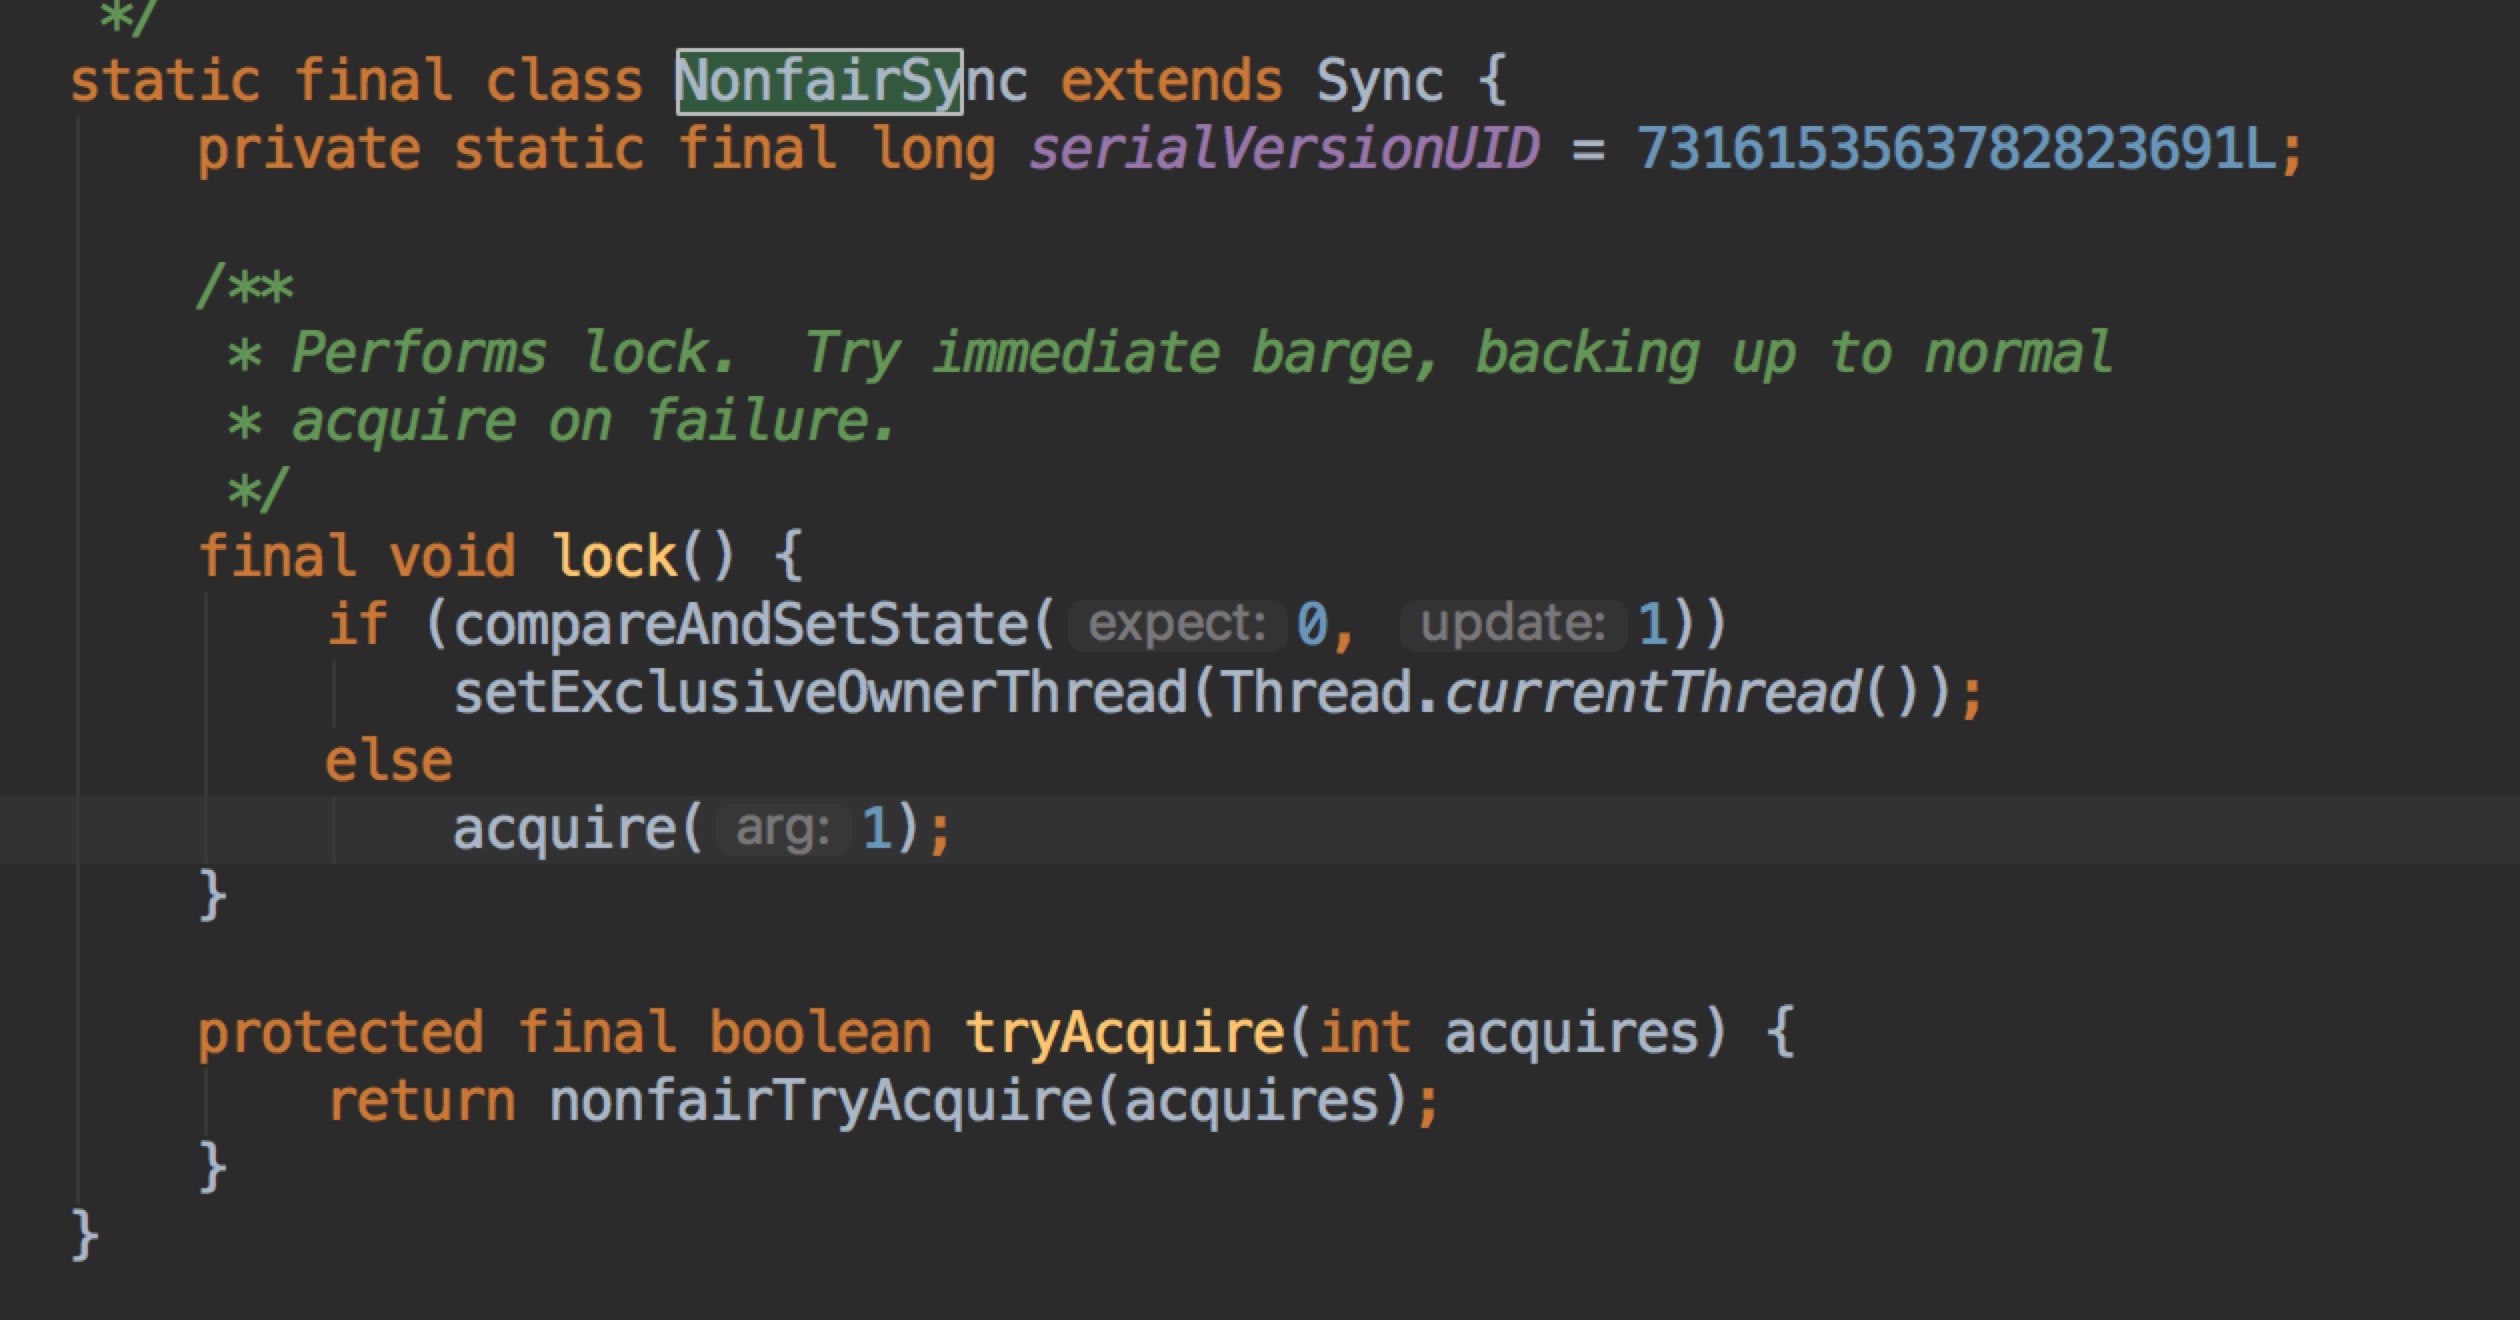 */
static final class NonfairSync extends Sync {
private static final long serialVersionUID = 7316153563782823691L;
/**
* Performs lock.  Try immediate barge, backing up to normal
* acquire on failure.
*/
final void lock() {
if (compareAndSetState( expect: 0, update: 1))
setExclusiveOwnerThread(Thread.currentThread());
else
acquire( arg: 1);
}
protected final boolean tryAcquire(int acquires) {
return nonfairTryAcquire(acquires);
}
}